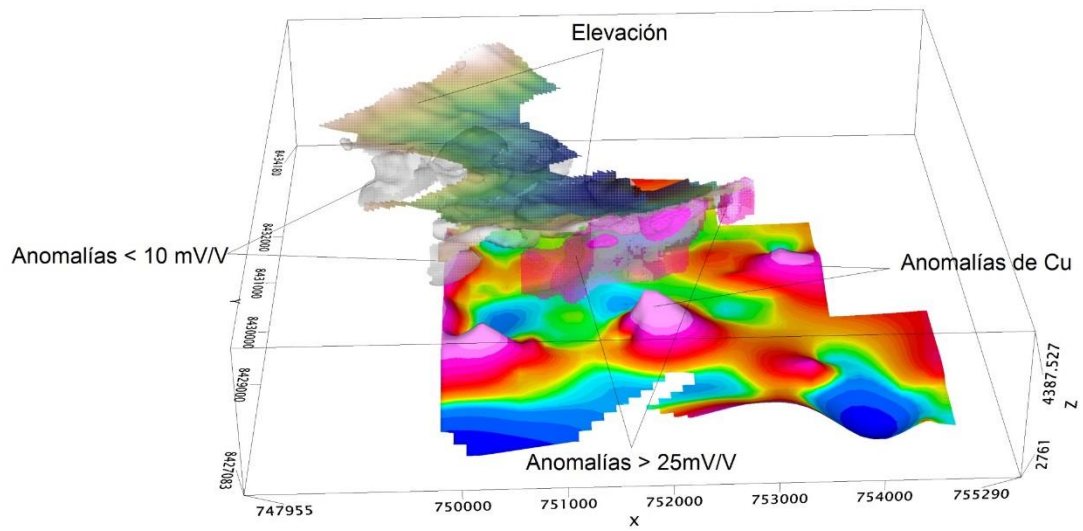 Elevación
8434180
Anomalías < 10 mV/V
8432000
8431000
Y
8430000
8429000
8427083
Anomalías de Cu
4387.527
Z
2761
Anomalías > 25mV/V
747955
750000
751000
752000
753000
754000
755290
X